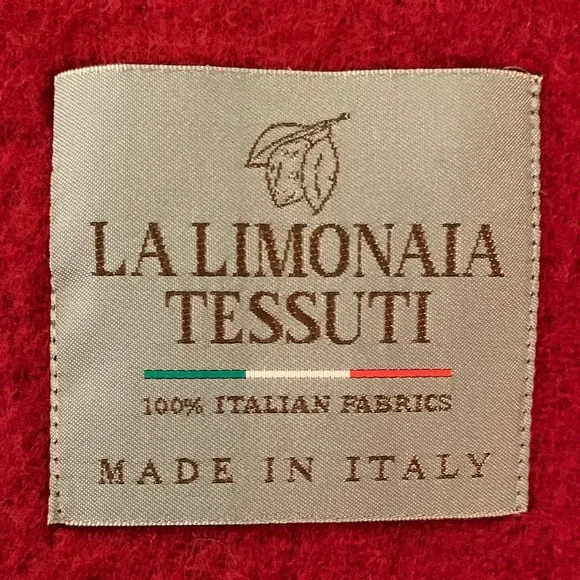 LA LIMONAIA
TESSUTI
100% ITALIAN FABRICS
MADE IN ITALY